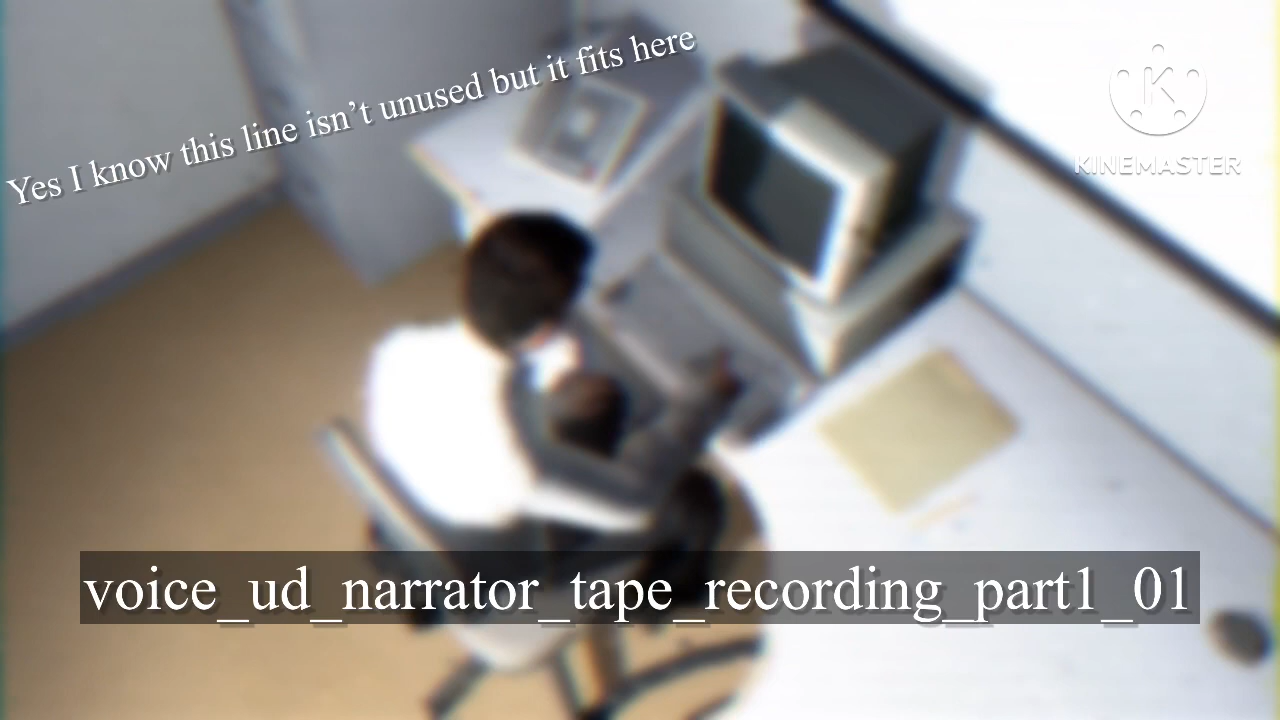 Yes I know this line isn't unused but it fits here
K
KINEMASTER
voice_ud_narrator_tape_recording_part1_01